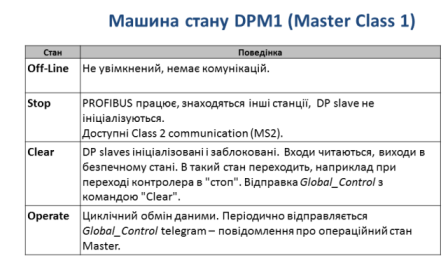 Машина стану DPM1 (Master Class 1)
Стан Поведінка
Off-Line Не увімкнений, немає комунікацій.
Stop PROFIBUS працює, знаходяться інші станції, DP slave не
ініціалізуються.
Доступні Class 2 communication (MS2).
Clear DP slaves ініціалізовані і заблоковані. Входи читаються, виходи в
безпечному стані. В такий стан переходить, наприклад при
переході контролера в "стоп". Відправка Global_Control з
командою "Clear".
Operate Циклічний обмін даними. Періодично відправляється
Global_Control telegram – повідомлення про операційний стан
Master.